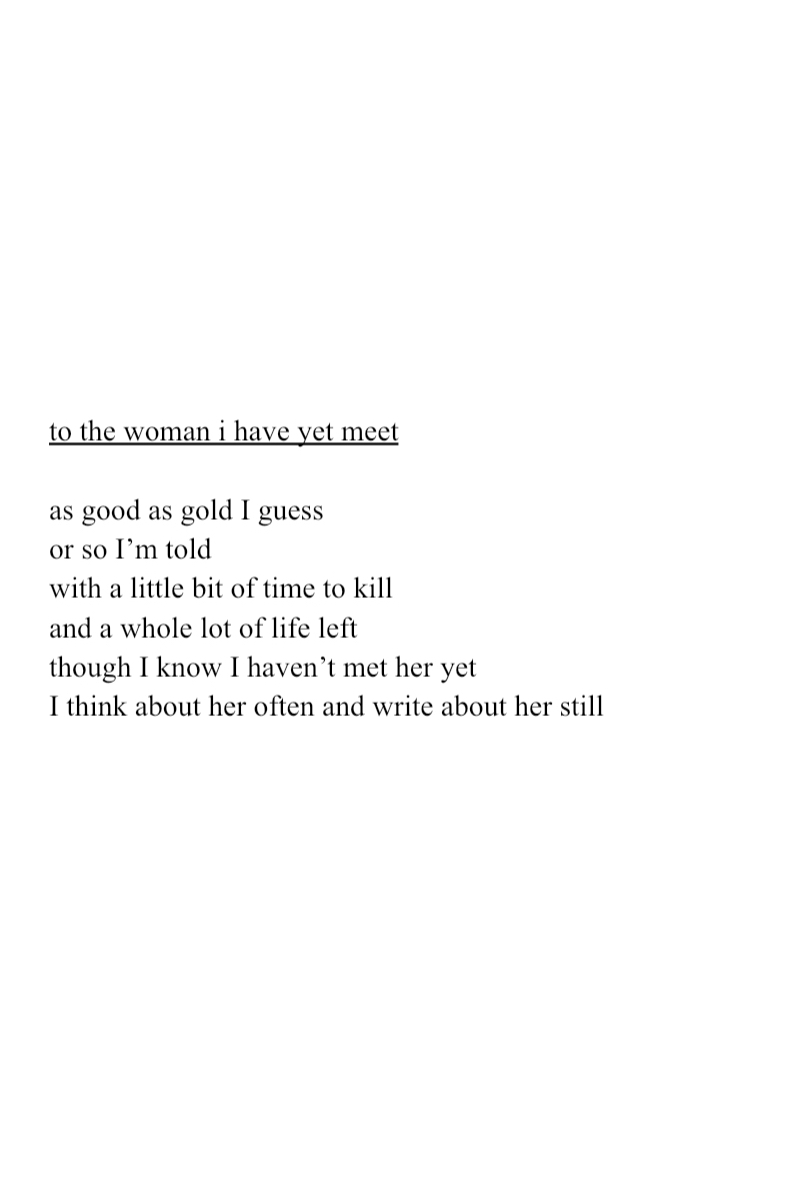 to the woman i have yet meet
as good as gold I guess
or so I’m told
with a little bit of time to kill
and a whole lot of life left
though I know I haven’t met her yet
I think about her often and write about her still